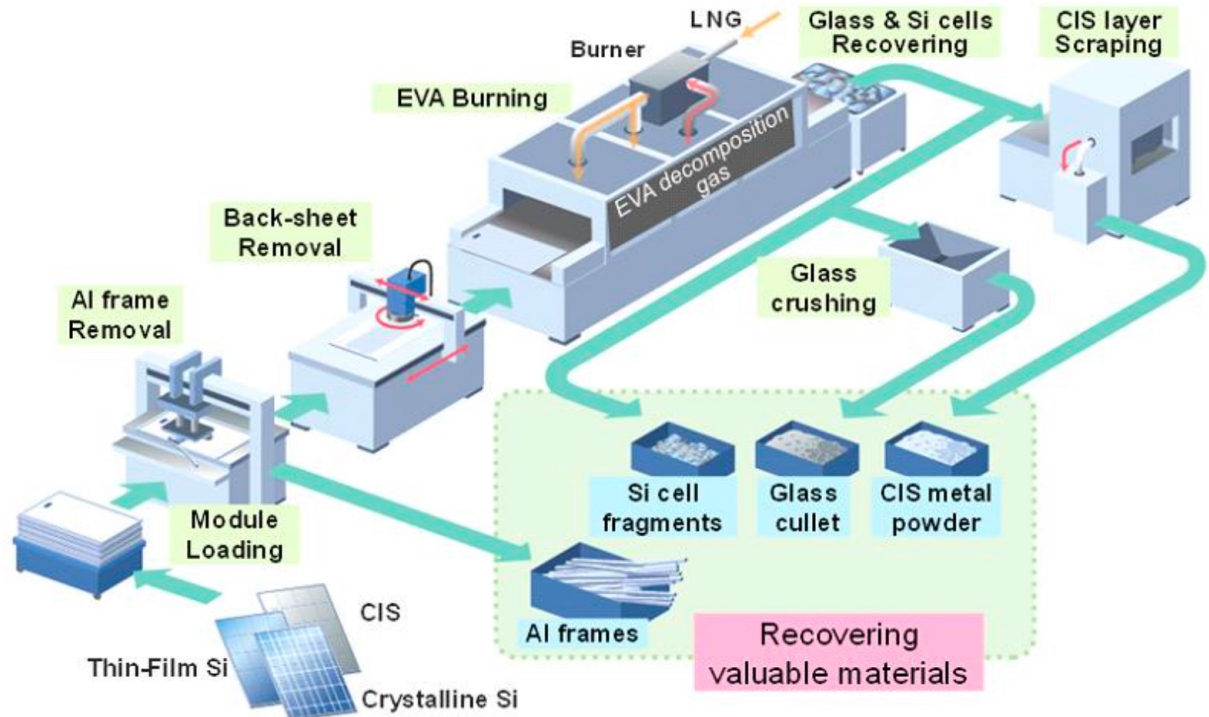 LNG
Burner
EVA Burning
Glass & Si cells
Recovering
CIS layer
Scraping
EVA decomposition
gas
Back-sheet
Removal
Glass
crushing
Al frame
Removal
Module
Loading
Si cell
fragments
Glass
cullet
CIS metal
powder
CIS
Thin-Film Si
Crystalline Si
Al frames
Recovering
valuable materials